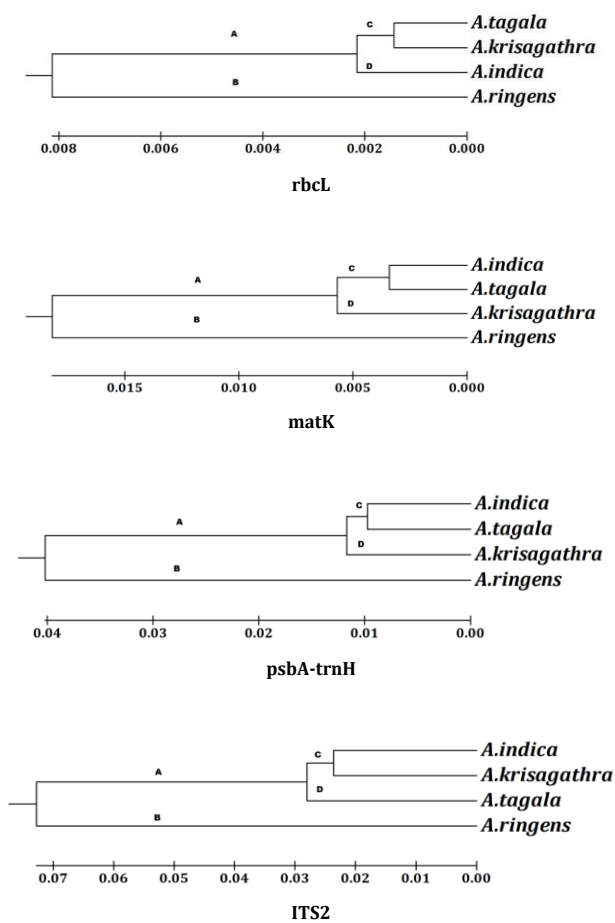 A
C
A.tagala
A.krisagathra
D
A.indica
B
A.ringens
0.008 0.006 0.004 0.002 0.000
rbcL
A
C
A.indica
A.tagala
D
A.krisagathra
B
A.ringens
0.015 0.010 0.005 0.000
matK
A
C
A.indica
A.tagala
D
A.krisagathra
B
A.ringens
0.04 0.03 0.02 0.01 0.00
psbA-trnH
A
C
A.indica
A.krisagathra
D
A.tagala
B
A.ringens
0.07 0.06 0.05 0.04 0.03 0.02 0.01 0.00
ITS2